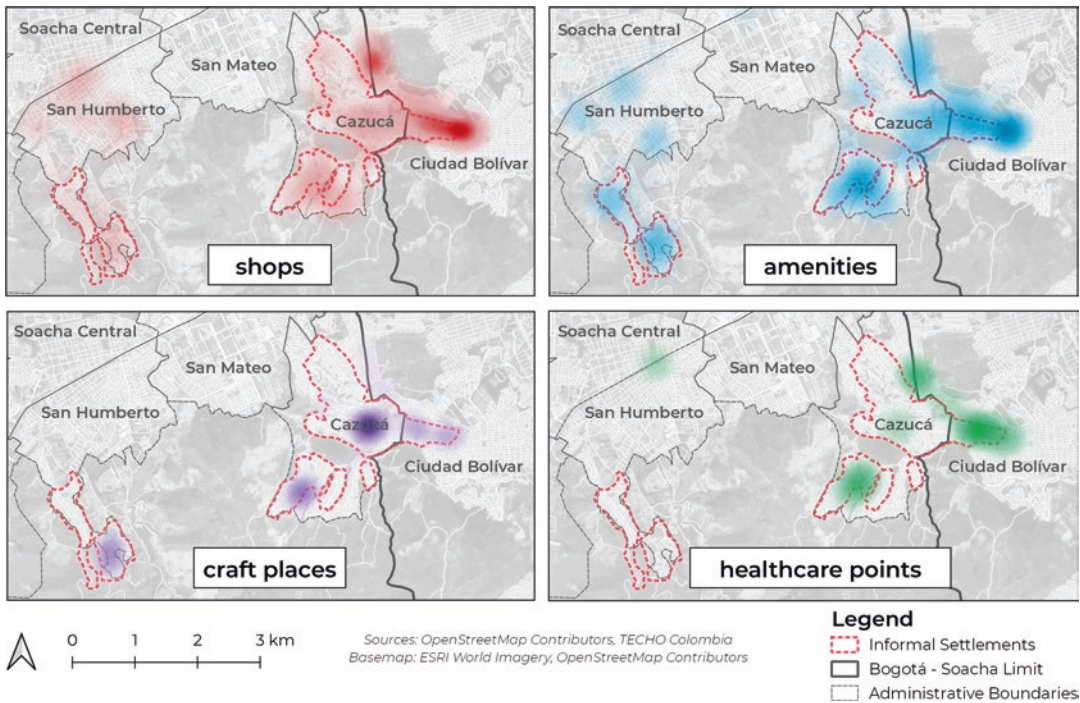 Soacha Central
San Mateo
San Humberto
Cazucá
Ciudad Bolívar
shops
Soacha Central
San Mateo
San Humberto
Cazucá
Ciudad Bolívar
amenities
Soacha Central
San Mateo
San Humberto
Cazucá
Ciudad Bolívar
craft places
Soacha Central
San Mateo
San Humberto
Cazucá
Ciudad Bolívar
healthcare points
0 1 2 3 km
Sources: OpenStreetMap Contributors, TECHO Colombia
Basemap: ESRI World Imagery, OpenStreetMap Contributors
Legend
Informal Settlements
Bogotá - Soacha Limit
Administrative Boundaries